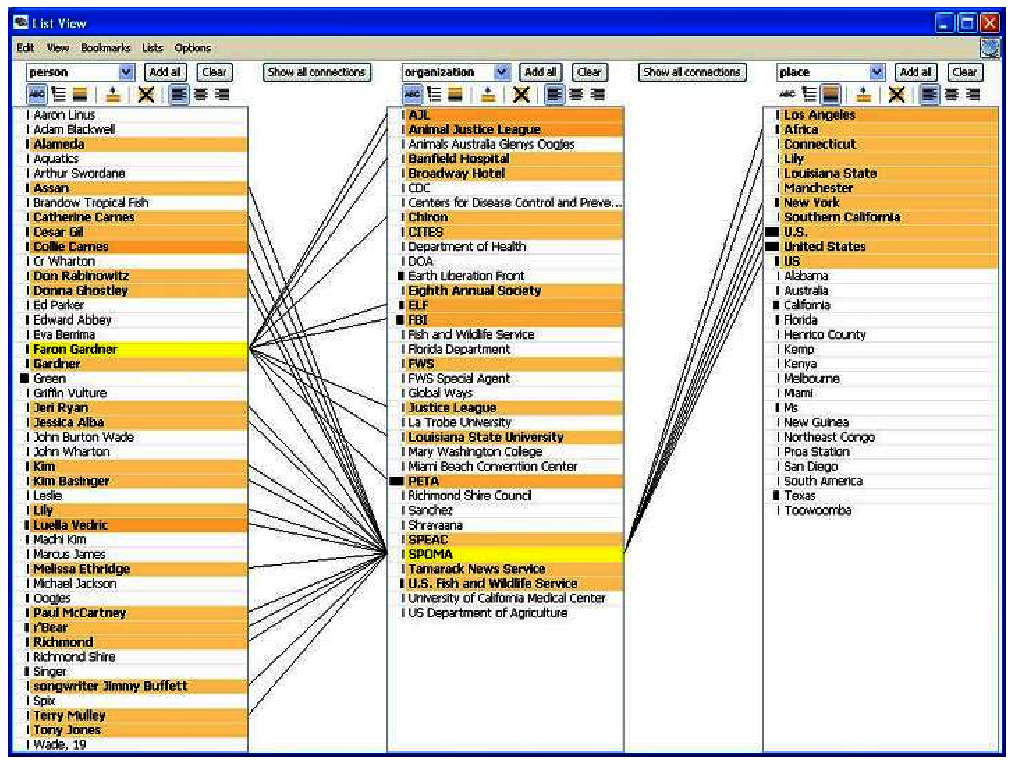 List View
Edit View Bookmarks Lists Options
person Add all Clear Show all connections organization Add all Clear Show all connections place Add all Clear
ABC ABC ABC
Aaron Linus
Adam Blackwell
Alameda
Aquatics
Arthur Swordane
Assan
Brandow Tropical Fish
Catherine Carnes
Cesar Gil
Collie Carnes
Cr Wharton
Don Rabinowitz
Donna Ghostley
Ed Parker
Edward Abbey
Eva Berrima
Faron Gardner
Gardner
Green
Griffin Vulture
Jeri Ryan
Jessica Alba
John Burton Wade
John Wharton
Kim
Kim Basinger
Leslie
Lily
Luella Vedric
Machi Kim
Marcus James
Melissa Ethridge
Michael Jackson
Oogjes
Paul McCartney
r'Bear
Richmond
Richmond Shire
Singer
songwriter Jimmy Buffett
Spix
Terry Mulley
Tony Jones
Wade, 19
AJL
Animal Justice League
Animals Australia Glenys Oogjes
Banfield Hospital
Broadway Hotel
CDC
Centers for Disease Control and Preve...
Chiron
CITES
Department of Health
DOA
Earth Liberation Front
Eighth Annual Society
ELF
FBI
Fish and Wildlife Service
Florida Department
FWS
FWS Special Agent
Global Ways
Justice League
La Trobe University
Louisiana State University
Mary Washington College
Miami Beach Convention Center
PETA
Richmond Shire Council
Sanchez
Shravaana
SPEAC
SPOMA
Tamarack News Service
U.S. Fish and Wildlife Service
University of California Medical Center
US Department of Agriculture
Los Angeles
Africa
Connecticut
Lily
Louisiana State
Manchester
New York
Southern California
U.S.
United States
US
Alabama
Australia
California
Florida
Henrico County
Kemp
Kenya
Melbourne
Miami
Ms
New Guinea
Northeast Congo
Proa Station
San Diego
South America
Texas
Toowoomba